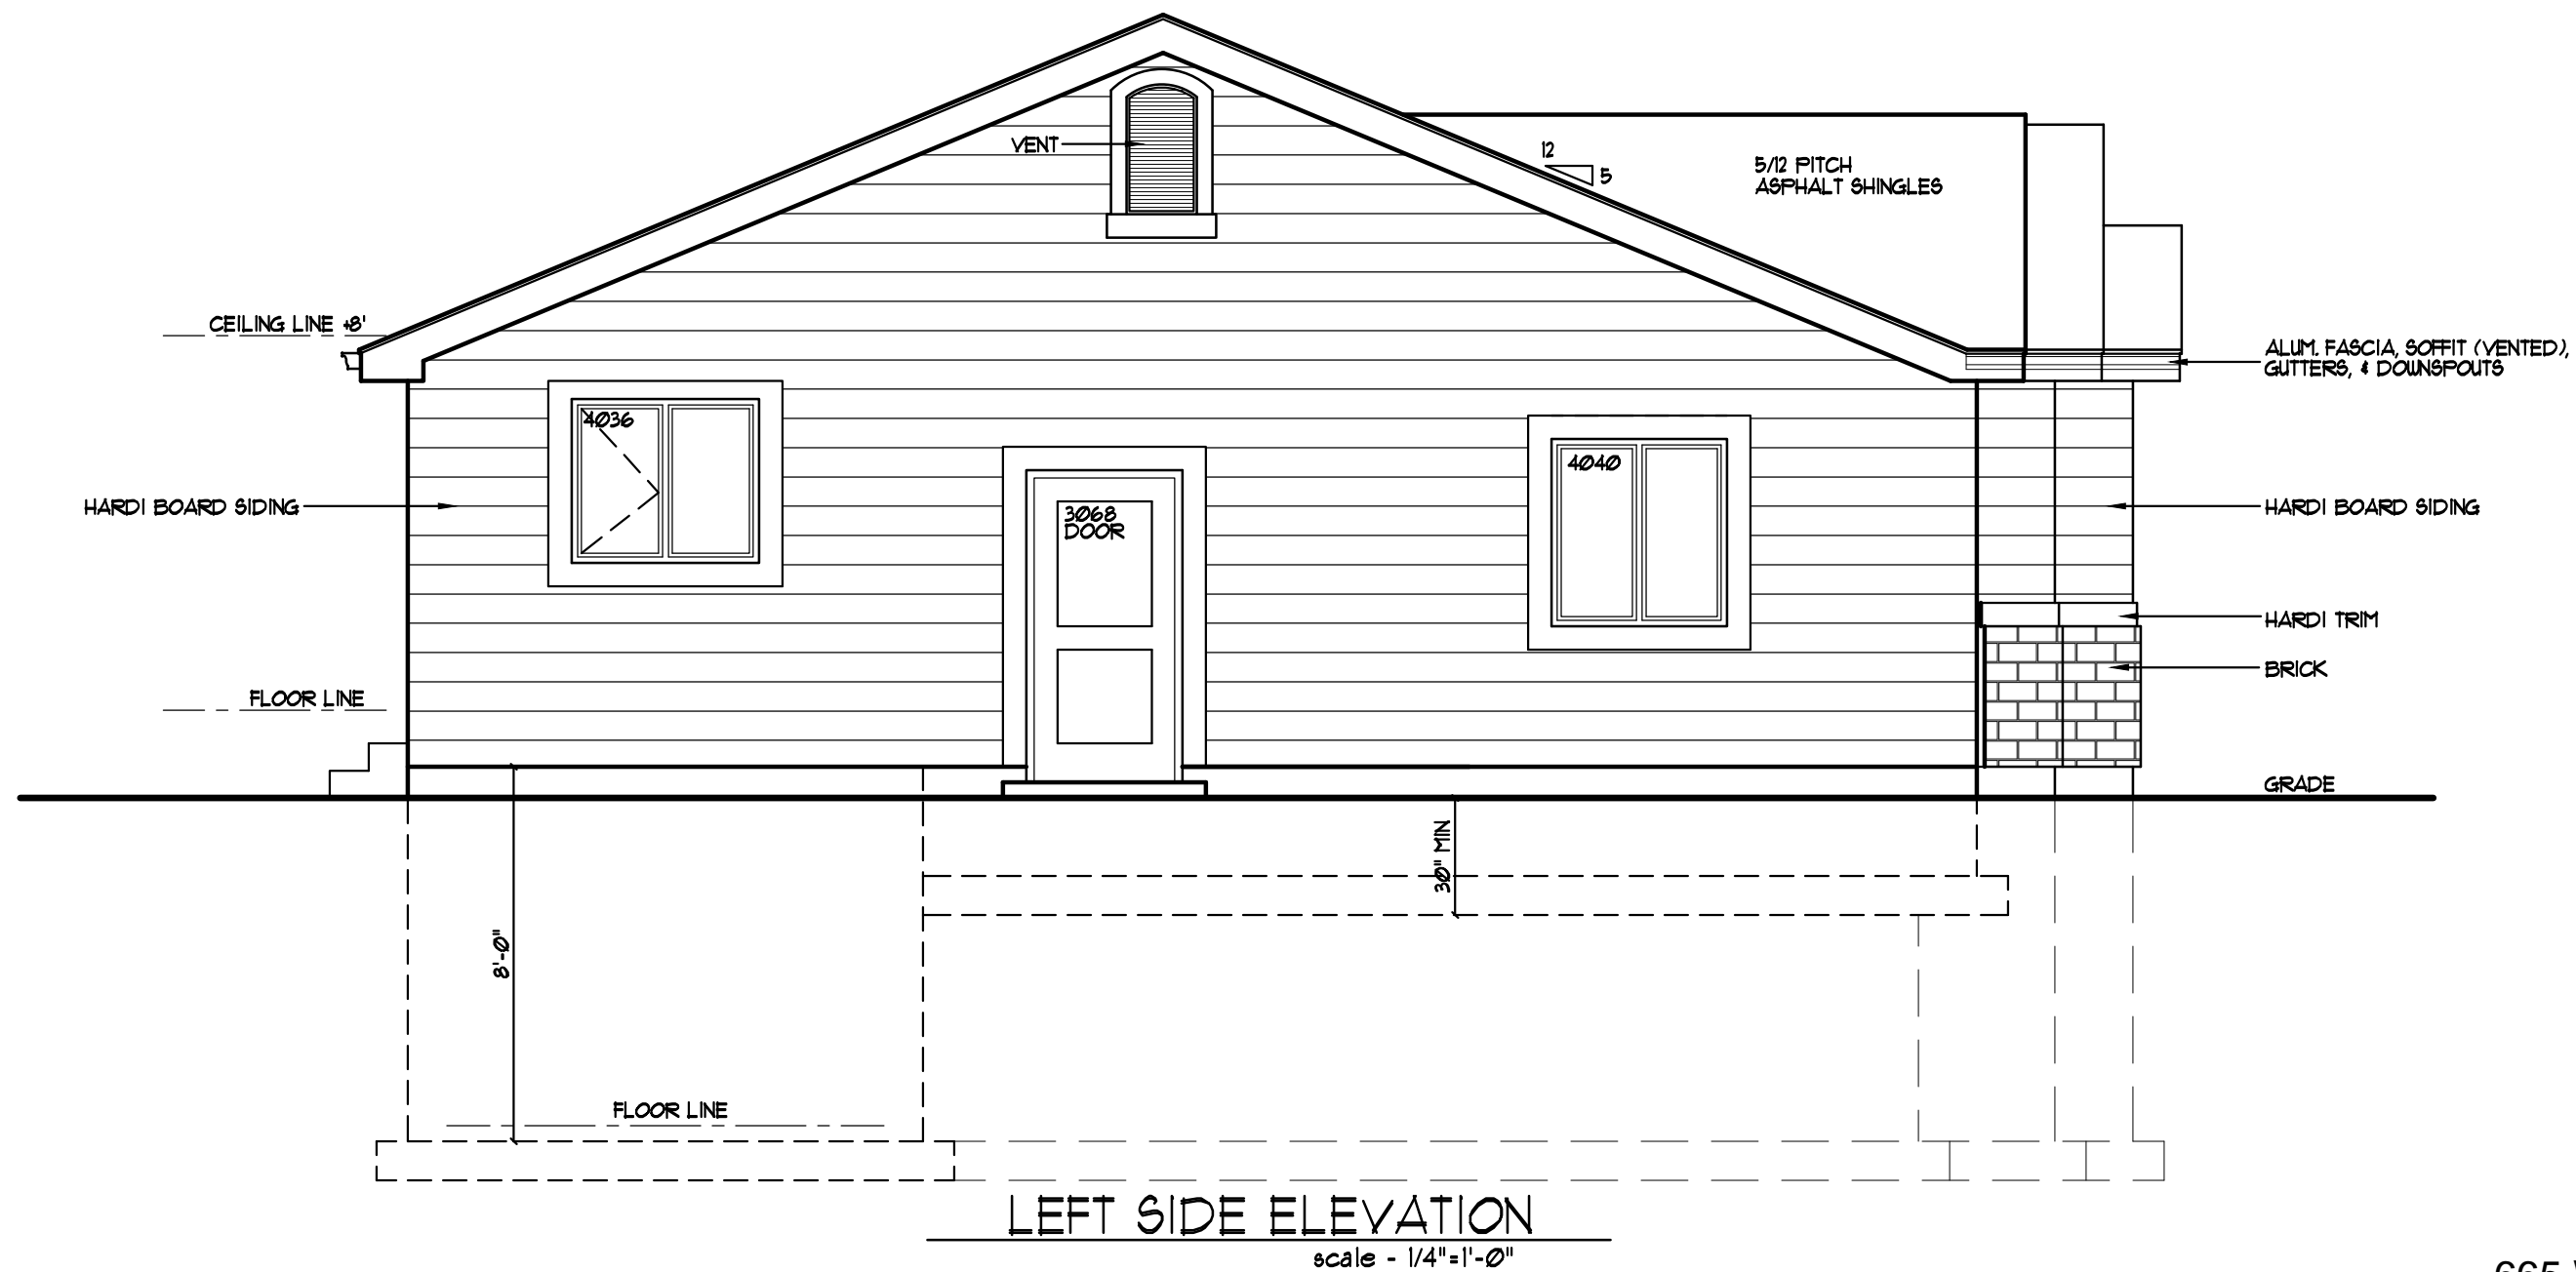 VENT
12
5
5/12 PITCH
ASPHALT SHINGLES
CEILING LINE +8'
ALUM. FASCIA, SOFFIT (VENTED),
GUTTERS, & DOWNSPOUTS
4036
4040
HARDI BOARD SIDING
3068
DOOR
HARDI BOARD SIDING
HARDI TRIM
BRICK
FLOOR LINE
GRADE
30" MIN
8'-0"
FLOOR LINE
LEFT SIDE ELEVATION
scale - 1/4"=1'-0"